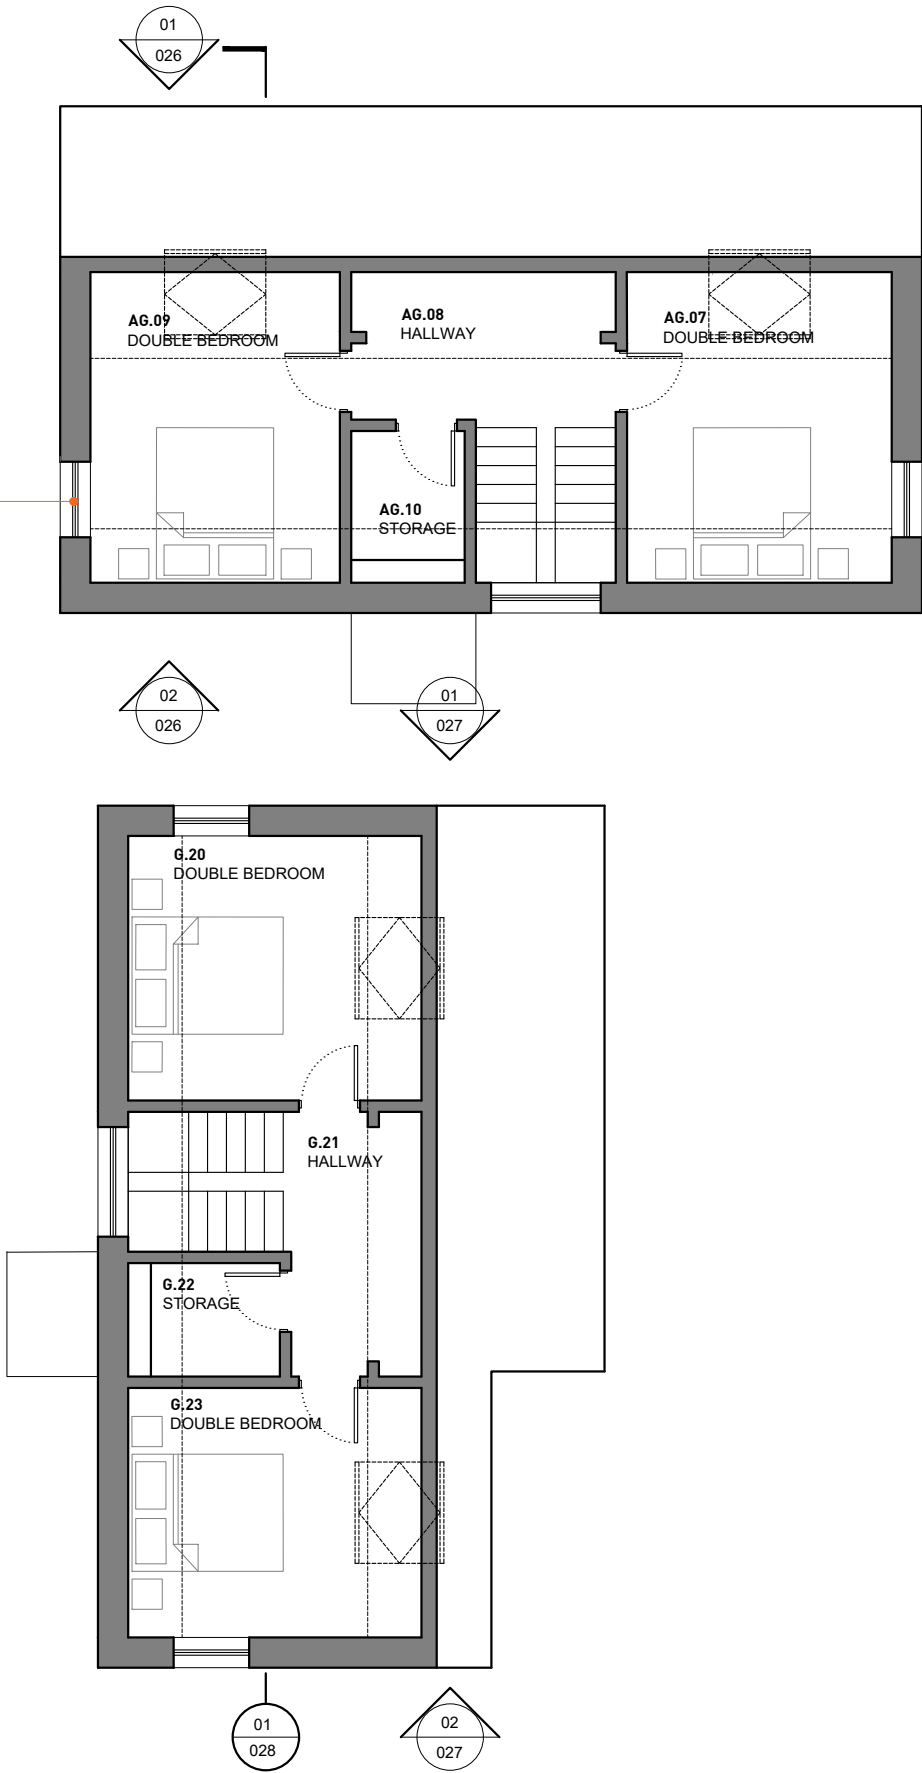 01
026
AG.09
DOUBLE BEDROOM
AG.08
HALLWAY
AG.07
DOUBLE BEDROOM
AG.10
STORAGE
02
026
01
027
G.20
DOUBLE BEDROOM
G.21
HALLWAY
G.22
STORAGE
G.23
DOUBLE BEDROOM
01
028
02
027